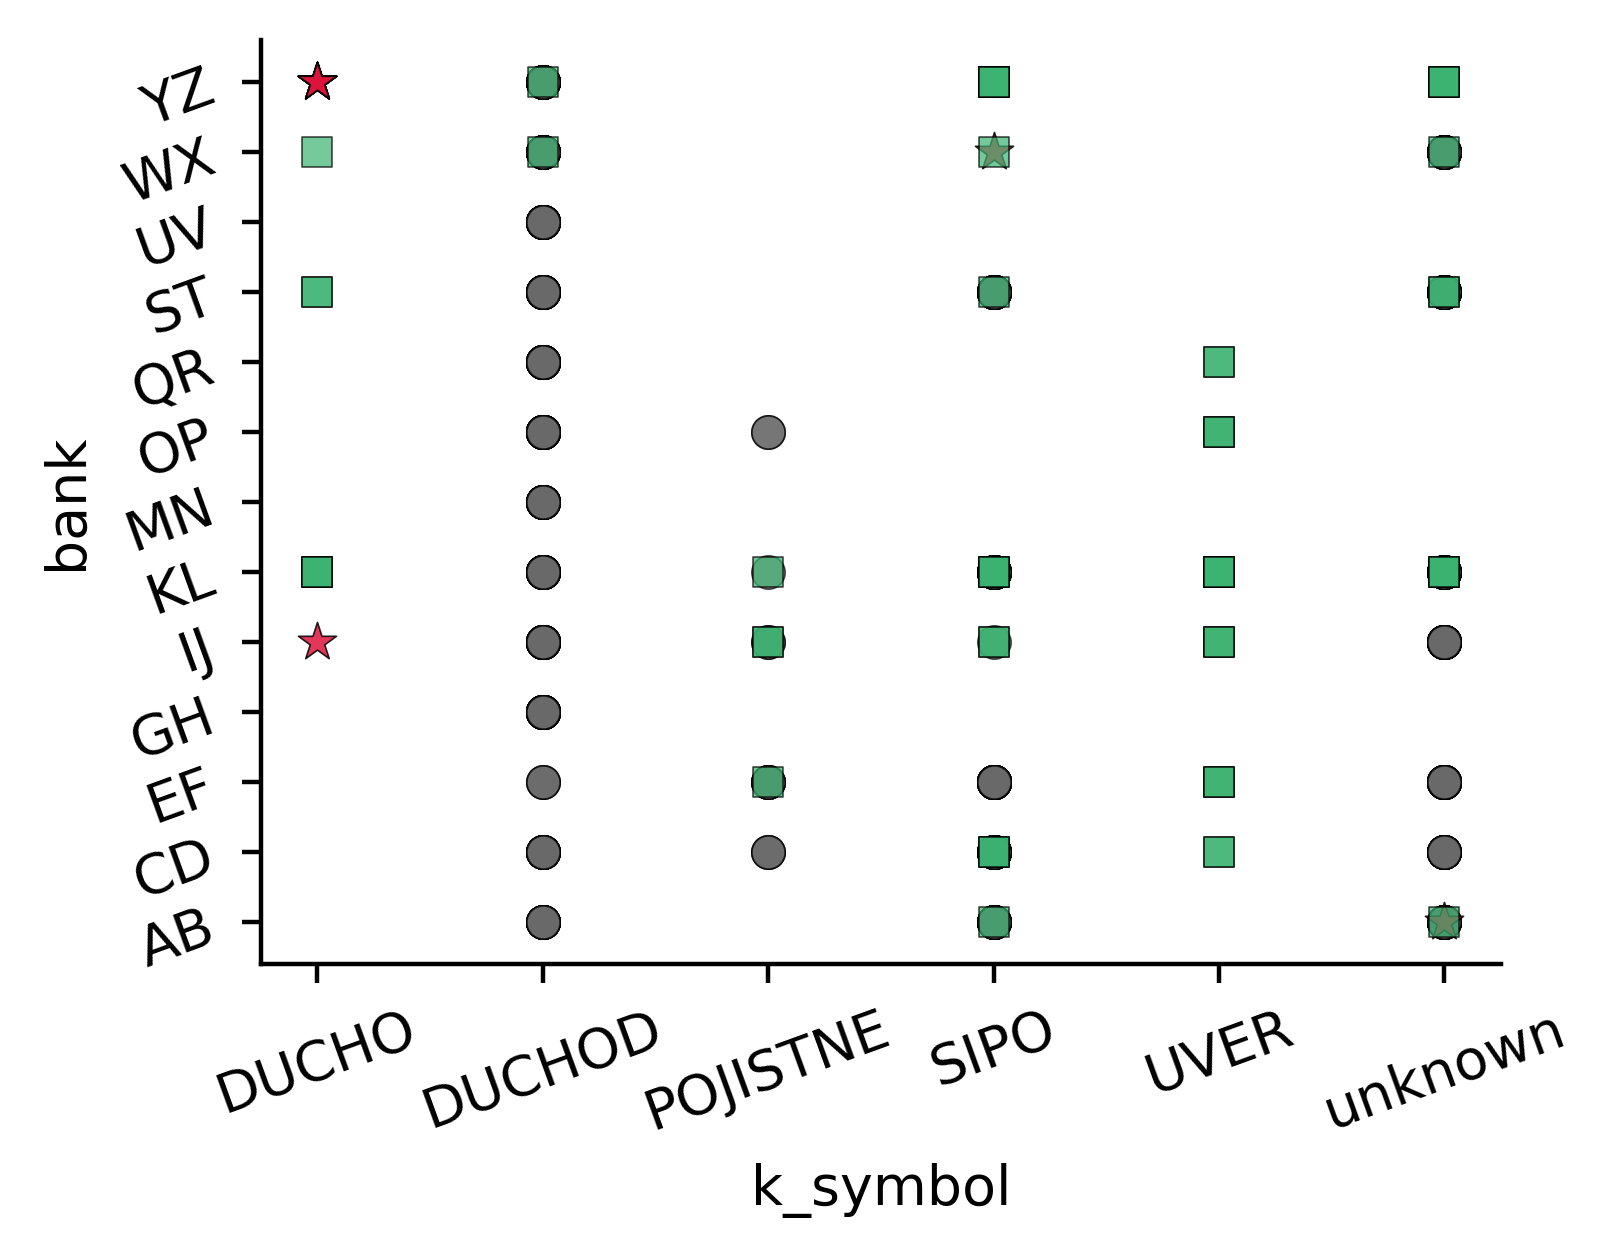 YZ
WX
UV
ST
QR
OP
MN
KL
IJ
GH
EF
CD
AB
bank
DUCHO
DUCHOD
POJISTNE
SIPO
UVER
unknown
k_symbol